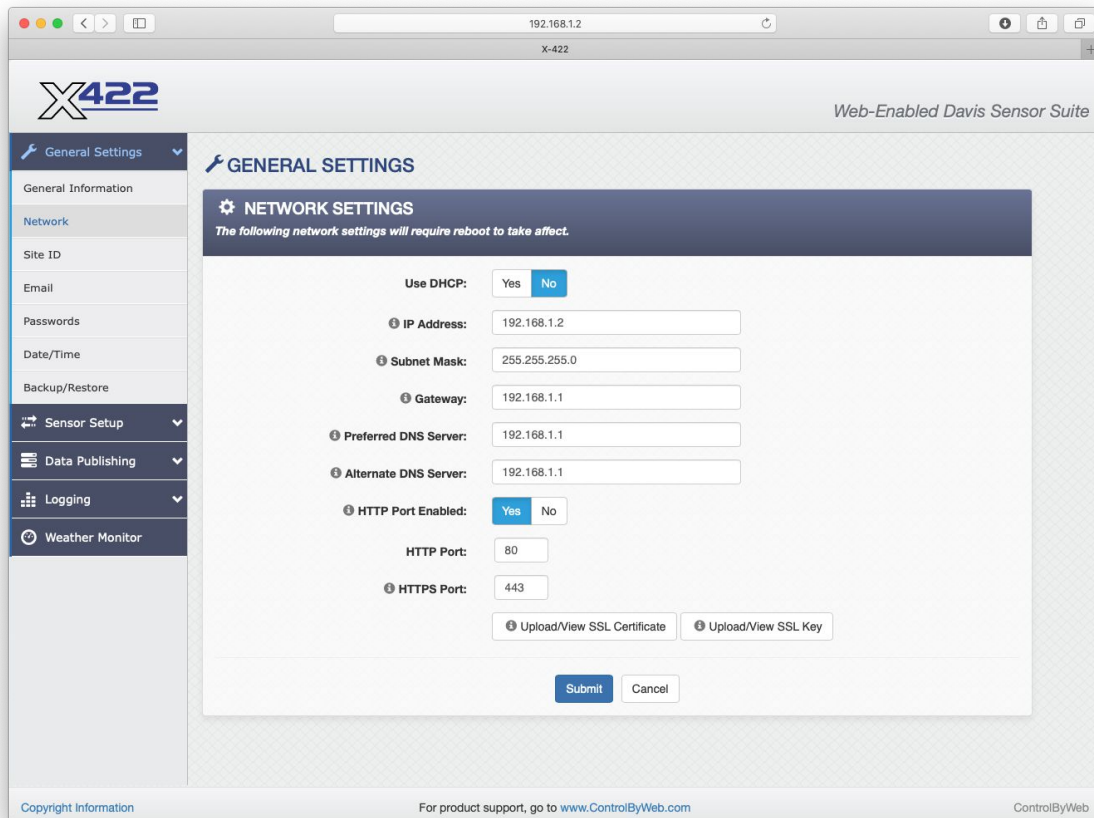 192.168.1.2
X-422
X422
Web-Enabled Davis Sensor Suite
General Settings
General Information
Network
Site ID
Email
Passwords
Date/Time
Backup/Restore
Sensor Setup
Data Publishing
Logging
Weather Monitor
GENERAL SETTINGS
NETWORK SETTINGS
The following network settings will require reboot to take affect.
Use DHCP: Yes No
IP Address: 192.168.1.2
Subnet Mask: 255.255.255.0
Gateway: 192.168.1.1
Preferred DNS Server: 192.168.1.1
Alternate DNS Server: 192.168.1.1
HTTP Port Enabled: Yes No
HTTP Port: 80
HTTPS Port: 443
Upload/View SSL Certificate Upload/View SSL Key
Submit Cancel
Copyright Information For product support, go to www.ControlByWeb.com ControlByWeb